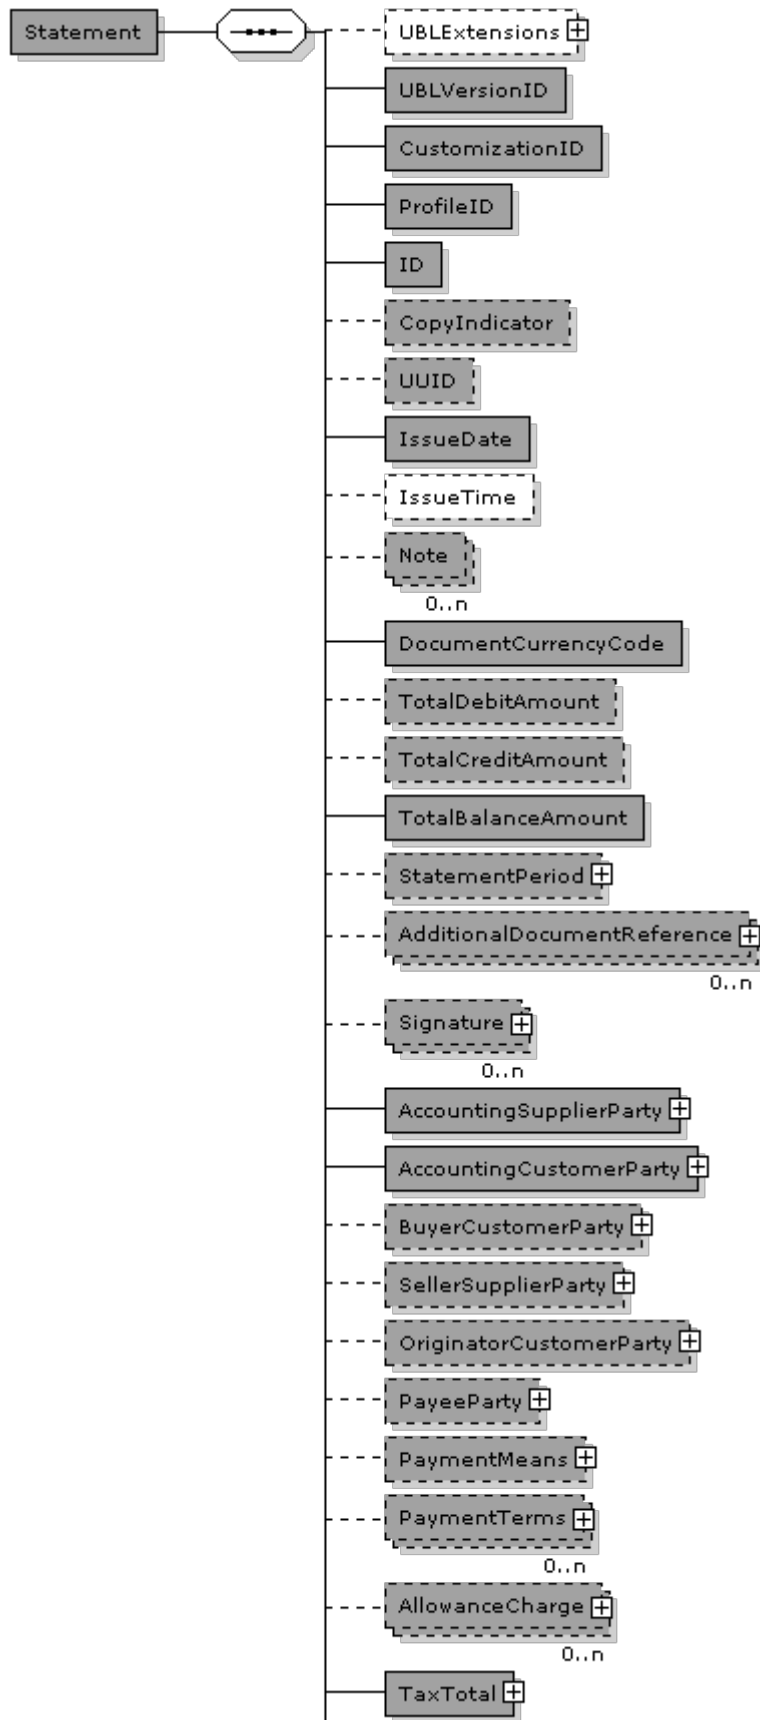 Statement
UBLExtensions
UBLVersionID
CustomizationID
ProfileID
ID
CopyIndicator
UUID
IssueDate
IssueTime
Note
0..n
DocumentCurrencyCode
TotalDebitAmount
TotalCreditAmount
TotalBalanceAmount
StatementPeriod
AdditionalDocumentReference
0..n
Signature
0..n
AccountingSupplierParty
AccountingCustomerParty
BuyerCustomerParty
SellerSupplierParty
OriginatorCustomerParty
PayeeParty
PaymentMeans
PaymentTerms
0..n
AllowanceCharge
0..n
TaxTotal